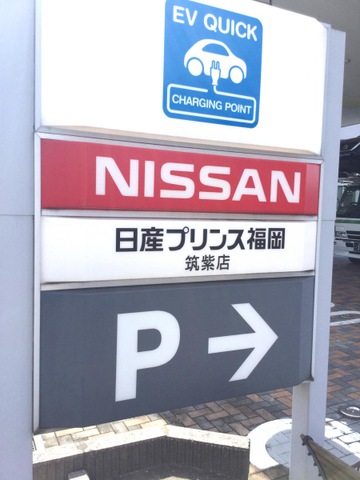 EV QUICK
CHARGING POINT
NISSAN
日産プリンス福岡
筑紫店
P →